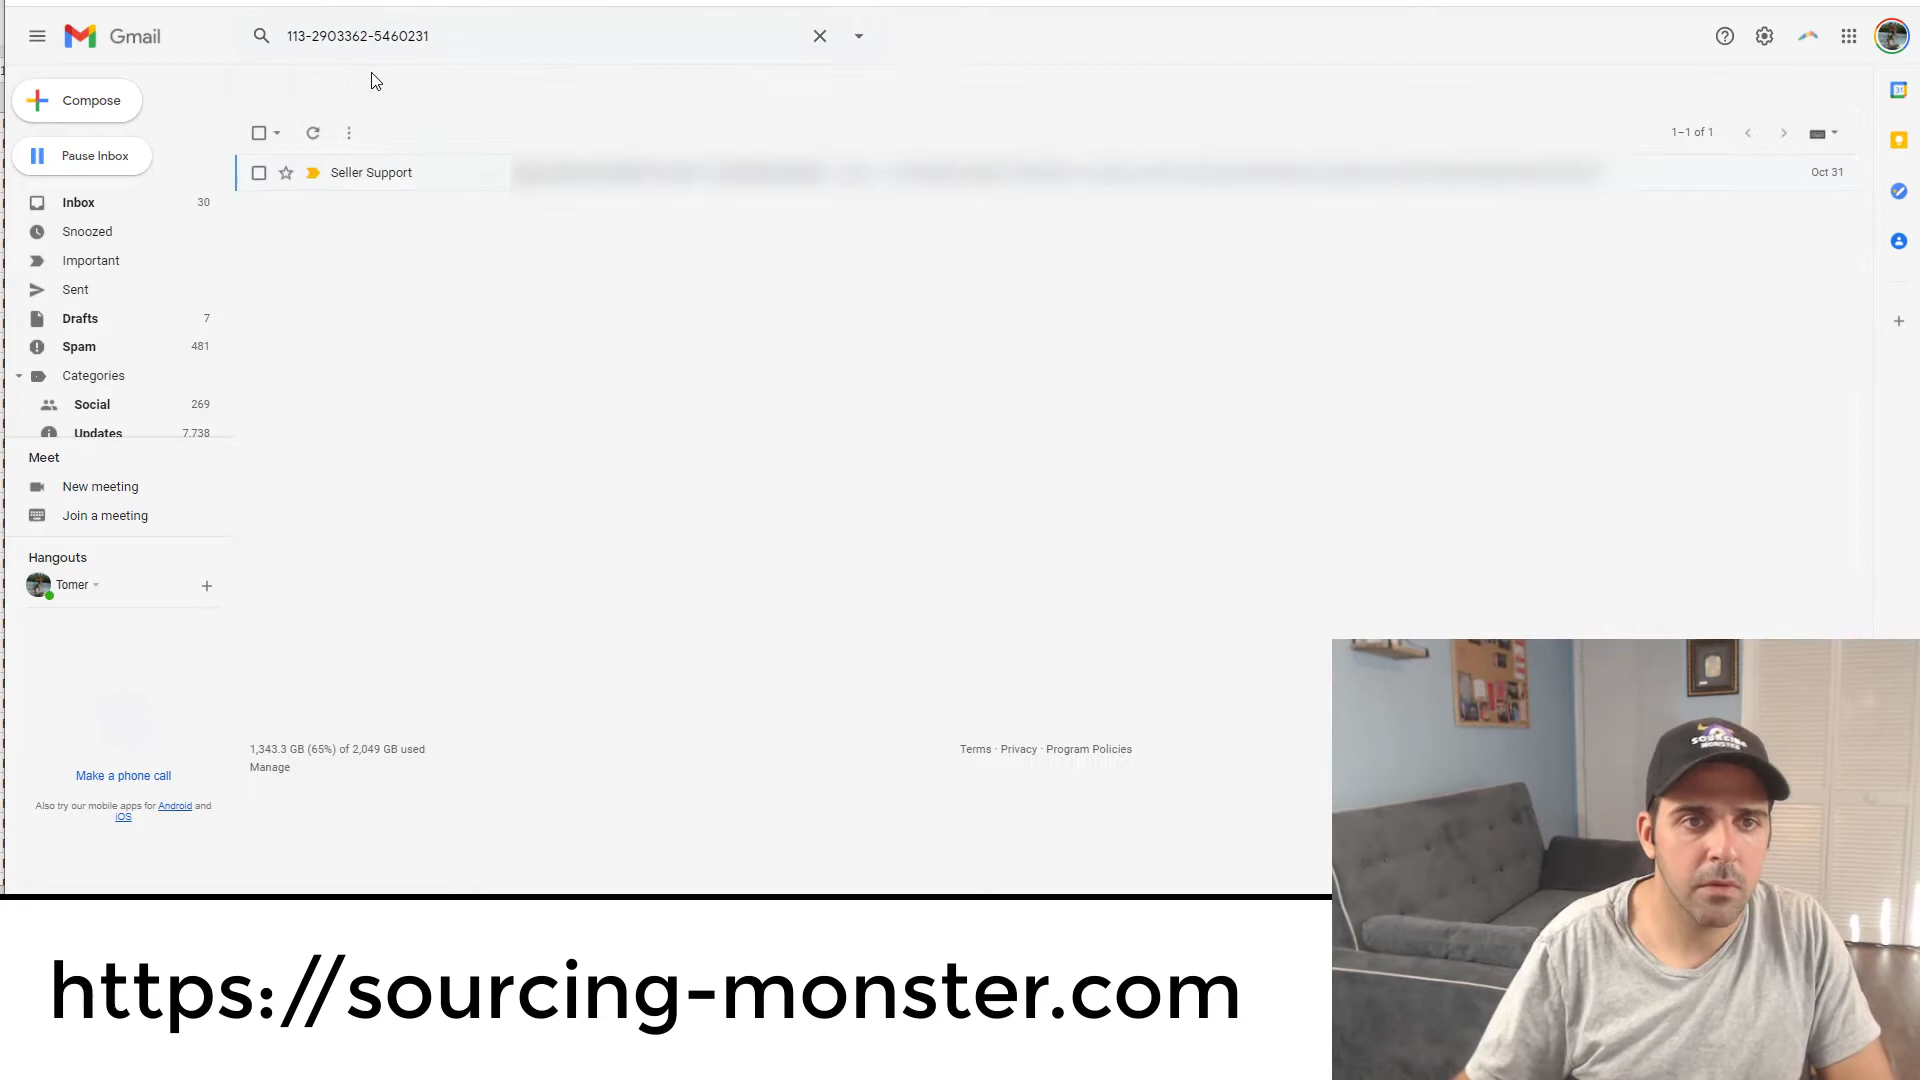 Gmail
113-2903362-5460231
Compose
1–1 of 1
Pause Inbox
Seller Support
Oct 31
Inbox 30
Snoozed
Important
Sent
Drafts 7
Spam 481
Categories
Social 269
Updates 7,738
Meet
New meeting
Join a meeting
Hangouts
Tomer
Make a phone call
Also try our mobile apps for Android and
iOS
1,343.3 GB (65%) of 2,049 GB used
Manage
Terms · Privacy · Program Policies
31
SOURCING
MONSTER
https://sourcing-monster.com